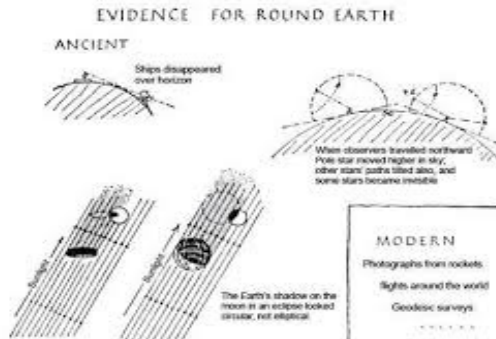 EVIDENCE FOR ROUND EARTH
ANCIENT
Ships disappeared
over horizon
When observers travelled northward
Pole star moved higher in sky;
other stars' paths tilted also, and
some stars became invisible
Sunlight
Sunlight
The Earth's shadow on the
moon in an eclipse looked
circular, not elliptical
MODERN
Photographs from rockets
flights around the world
Geodesic surveys
......